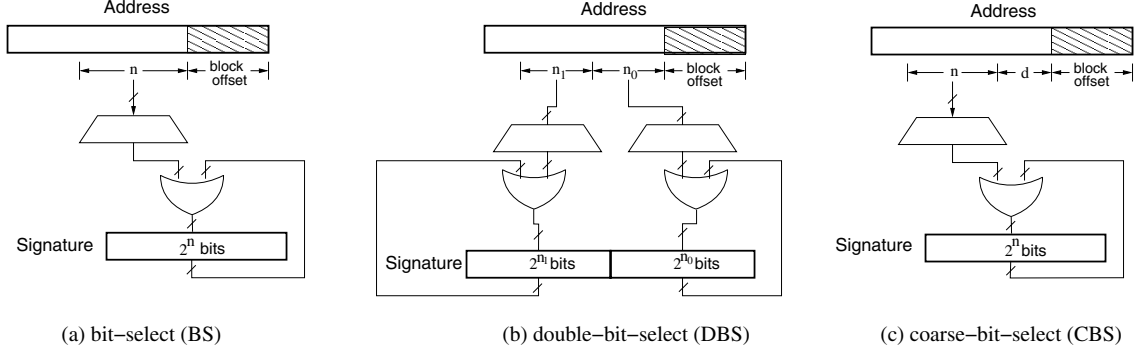 Address
n
block
offset
Signature
2^n bits
(a) bit−select (BS)
Address
n₁ n₀
block
offset
Signature
2^n₁ bits
2^n₀ bits
(b) double−bit−select (DBS)
Address
n d
block
offset
Signature
2^n bits
(c) coarse−bit−select (CBS)